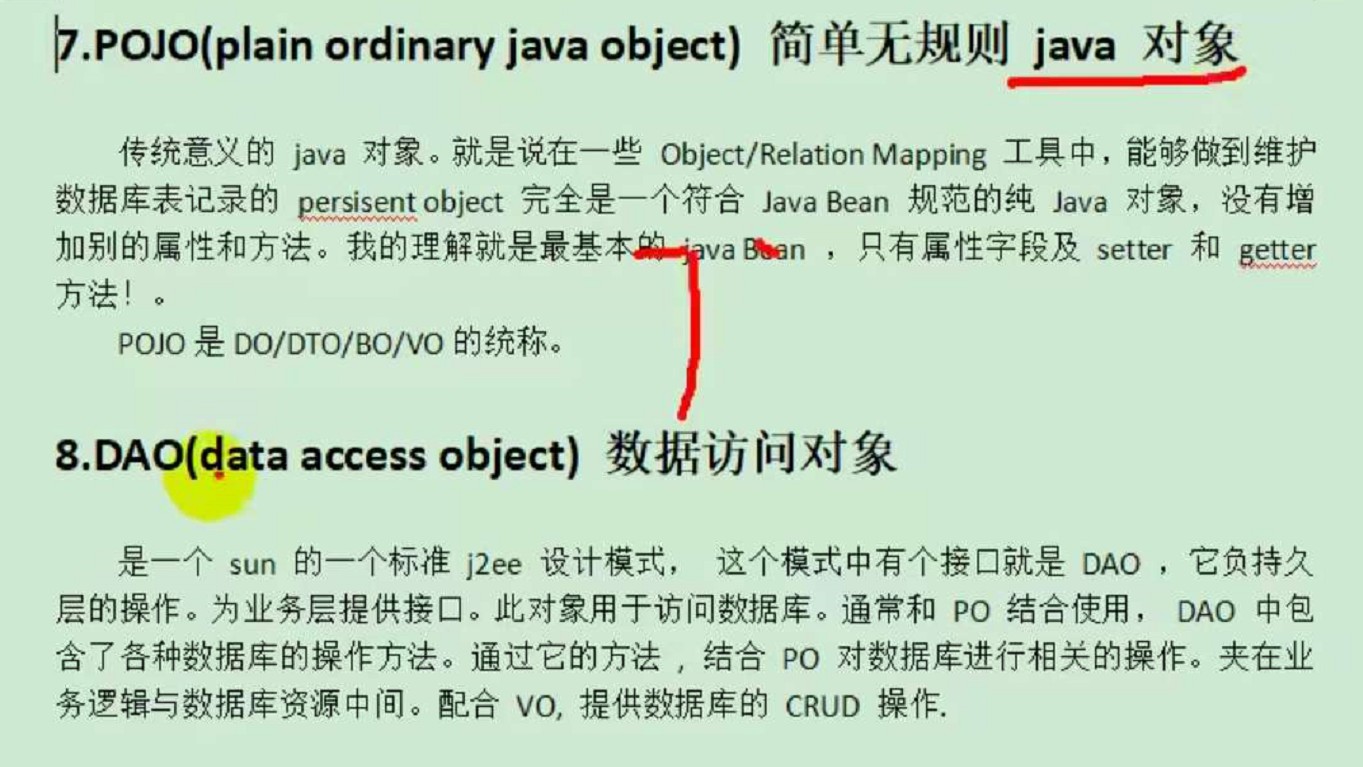 7.POJO(plain ordinary java object) 简单无规则 java 对象
传统意义的 java 对象。就是说在一些 Object/Relation Mapping 工具中，能够做到维护
数据库表记录的 persisent object 完全是一个符合 Java Bean 规范的纯 Java 对象，没有增
加别的属性和方法。我的理解就是最基本的 java Bean ，只有属性字段及 setter 和 getter
方法！。
POJO 是 DO/DTO/BO/VO 的统称。
8.DAO(data access object) 数据访问对象
是一个 sun 的一个标准 j2ee 设计模式， 这个模式中有个接口就是 DAO ，它负持久
层的操作。为业务层提供接口。此对象用于访问数据库。通常和 PO 结合使用， DAO 中包
含了各种数据库的操作方法。通过它的方法 , 结合 PO 对数据库进行相关的操作。夹在业
务逻辑与数据库资源中间。配合 VO, 提供数据库的 CRUD 操作.